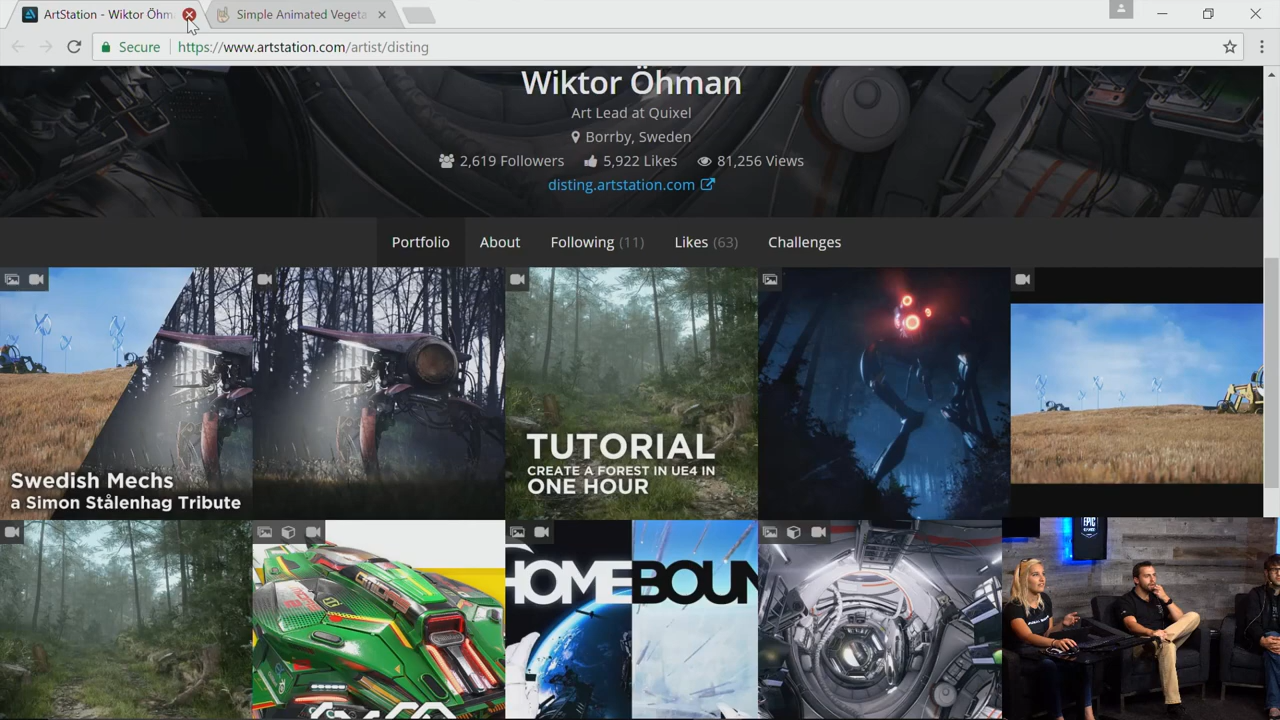 ArtStation - Wiktor Öhm
Simple Animated Vegeta
Secure
https://www.artstation.com/artist/disting
Wiktor Öhman
Art Lead at Quixel
Borrby, Sweden
2,619 Followers
5,922 Likes
81,256 Views
disting.artstation.com
Portfolio
About
Following (11)
Likes (63)
Challenges
Swedish Mechs
a Simon Stålenhag Tribute
TUTORIAL
CREATE A FOREST IN UE4 IN
ONE HOUR
HOMEBOUN
EPIC